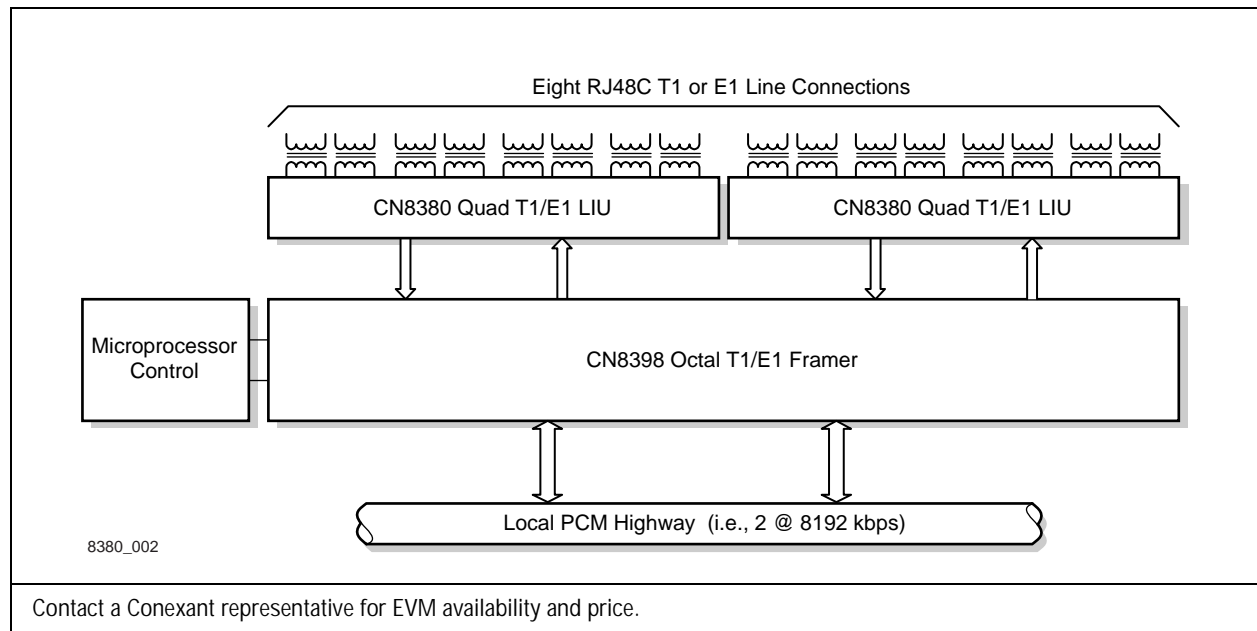 Eight RJ48C T1 or E1 Line Connections
CN8380 Quad T1/E1 LIU
CN8380 Quad T1/E1 LIU
Microprocessor
Control
CN8398 Octal T1/E1 Framer
Local PCM Highway (i.e., 2 @ 8192 kbps)
8380_002
Contact a Conexant representative for EVM availability and price.